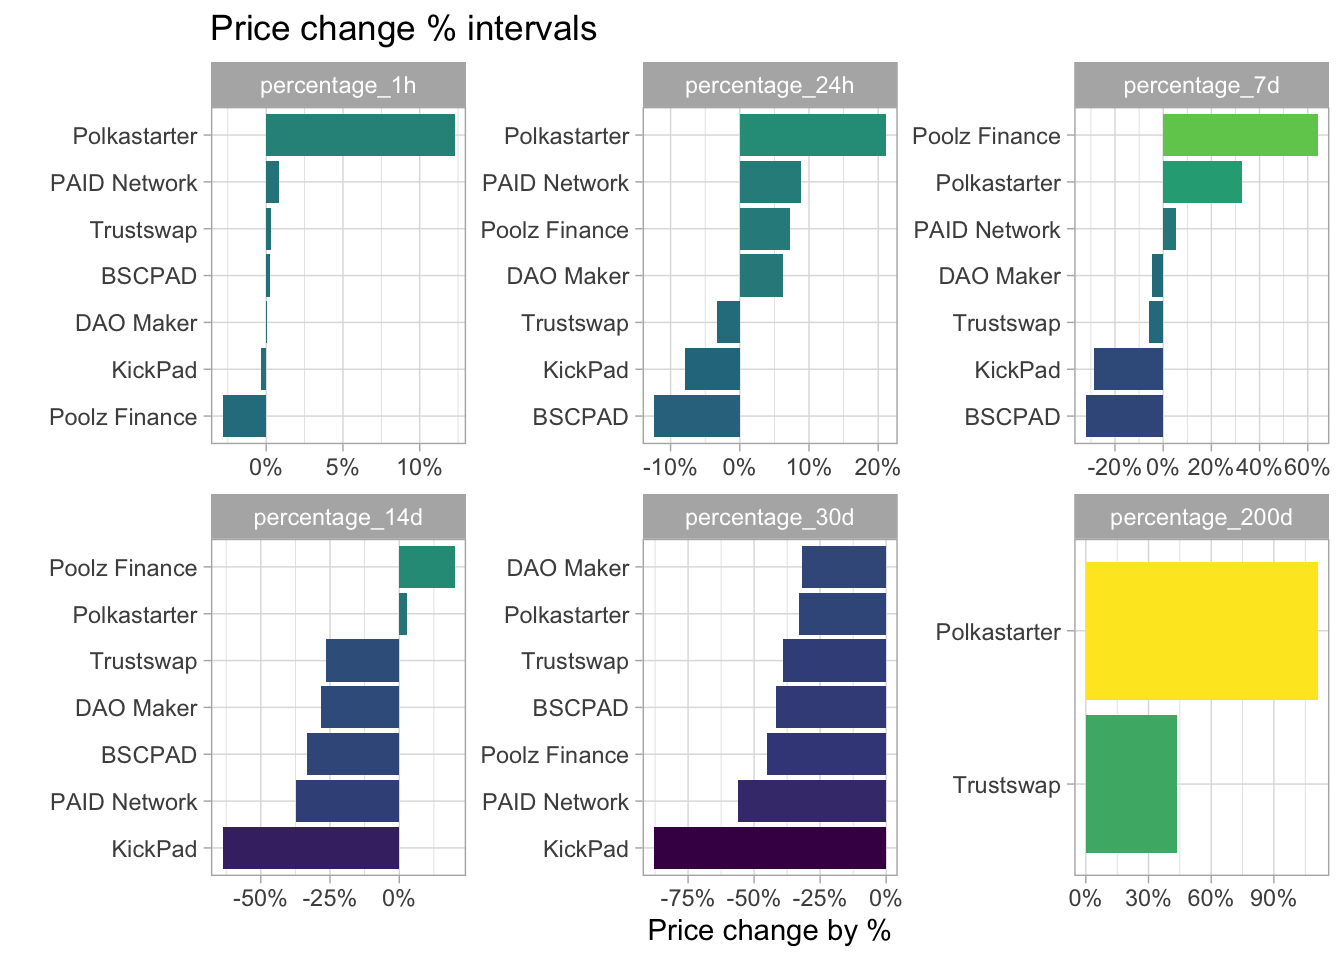 Price change % intervals
percentage_1h
Polkastarter
PAID Network
Trustswap
BSCPAD
DAO Maker
KickPad
Poolz Finance
0% 5% 10%
percentage_24h
Polkastarter
PAID Network
Poolz Finance
DAO Maker
Trustswap
KickPad
BSCPAD
-10% 0% 10% 20%
percentage_7d
Poolz Finance
Polkastarter
PAID Network
DAO Maker
Trustswap
KickPad
BSCPAD
-20% 0% 20% 40% 60%
percentage_14d
Poolz Finance
Polkastarter
Trustswap
DAO Maker
BSCPAD
PAID Network
KickPad
-50% -25% 0%
percentage_30d
DAO Maker
Polkastarter
Trustswap
BSCPAD
Poolz Finance
PAID Network
KickPad
-75% -50% -25% 0%
percentage_200d
Polkastarter
Trustswap
0% 30% 60% 90%
Price change by %